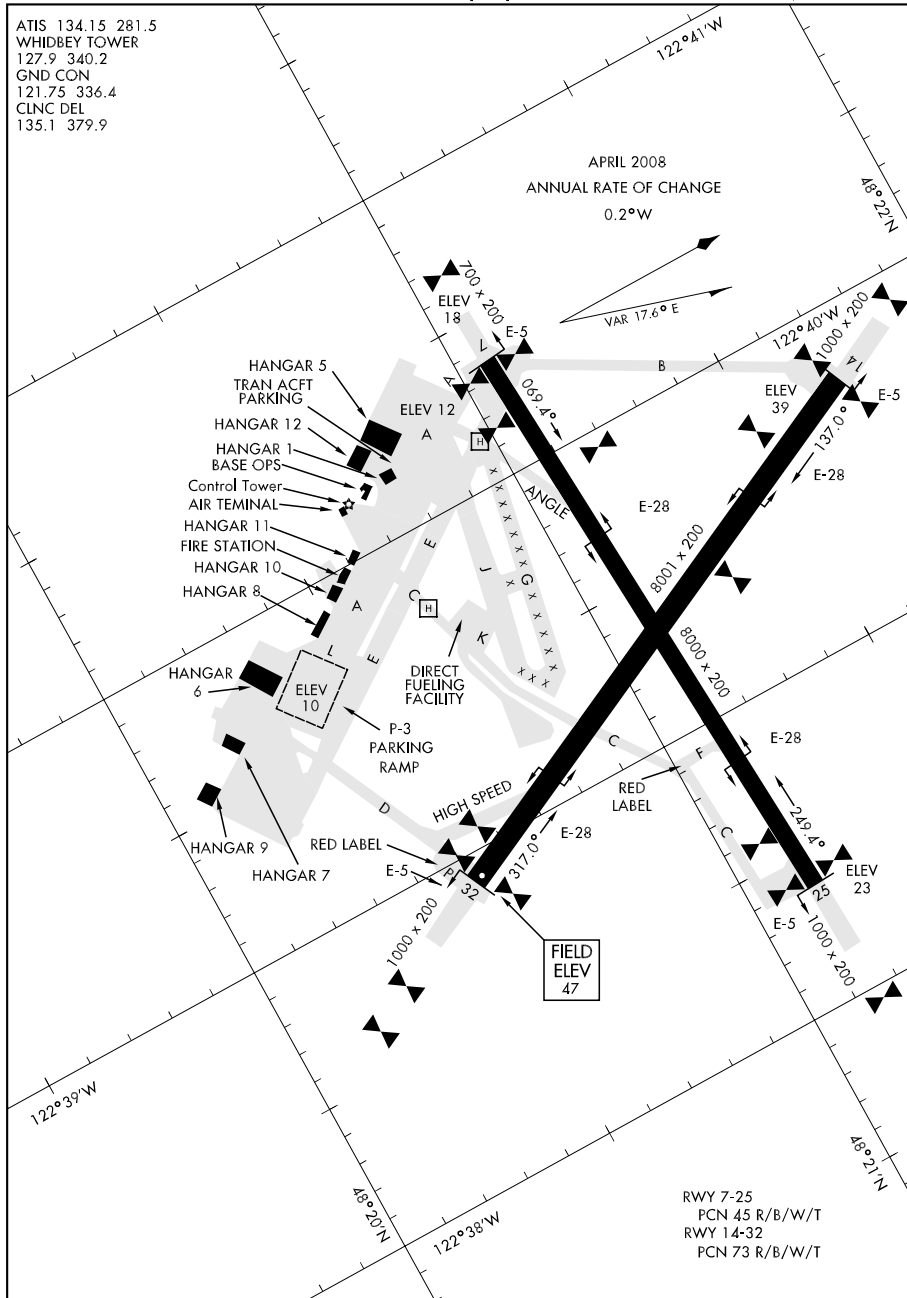 ATIS 134.15 281.5
WHIDBEY TOWER
127.9 340.2
GND CON
121.75 336.4
CLNC DEL
135.1 379.9
122°41'W
APRIL 2008
ANNUAL RATE OF CHANGE
0.2°W
48°22'N
VAR 17.6° E
700 x 200
ELEV
18
E-5
7
122°40'W
1000 x 200
14
B
A
069.4°
ELEV
39
E-5
137.0°
HANGAR 5
TRAN ACFT
PARKING
HANGAR 12
HANGAR 1
BASE OPS
Control Tower
AIR TEMINAL
HANGAR 11
FIRE STATION
HANGAR 10
HANGAR 8
ELEV 12
A
H
E-28
ANGLE
E-28
E
J
G
8001 x 200
C
H
A
K
L
E
8000 x 200
HANGAR
6
ELEV
10
DIRECT
FUELING
FACILITY
P-3
PARKING
RAMP
C
F
E-28
RED
LABEL
D
HIGH SPEED
E-28
C
249.4°
HANGAR 9
HANGAR 7
RED LABEL
317.0°
E-5
P
32
ELEV
23
25
E-5
1000 x 200
1000 x 200
FIELD
ELEV
47
122°39'W
48°21'N
48°20'N
122°38'W
RWY 7-25
PCN 45 R/B/W/T
RWY 14-32
PCN 73 R/B/W/T